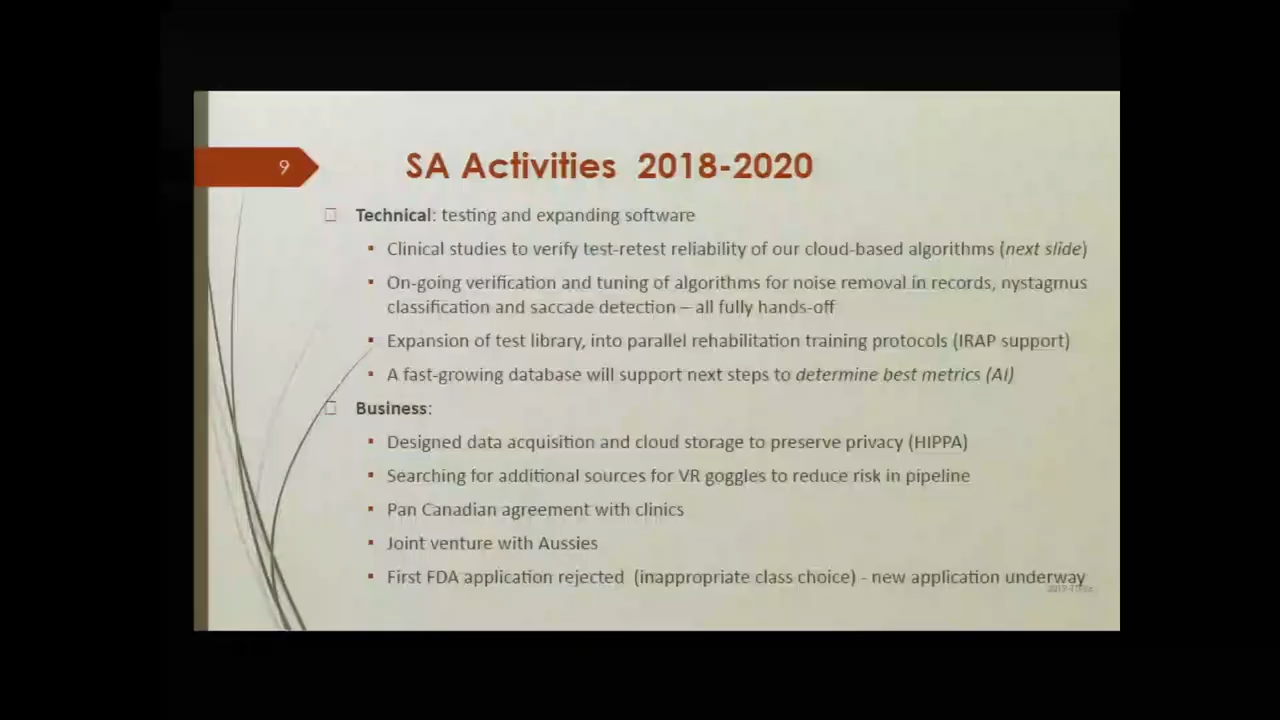 9
SA Activities 2018-2020
Technical: testing and expanding software
Clinical studies to verify test-retest reliability of our cloud-based algorithms (next slide)
On-going verification and tuning of algorithms for noise removal in records, nystagmus
classification and saccade detection – all fully hands-off
Expansion of test library, into parallel rehabilitation training protocols (IRAP support)
A fast-growing database will support next steps to determine best metrics (AI)
Business:
Designed data acquisition and cloud storage to preserve privacy (HIPPA)
Searching for additional sources for VR goggles to reduce risk in pipeline
Pan Canadian agreement with clinics
Joint venture with Aussies
First FDA application rejected (inappropriate class choice) - new application underway